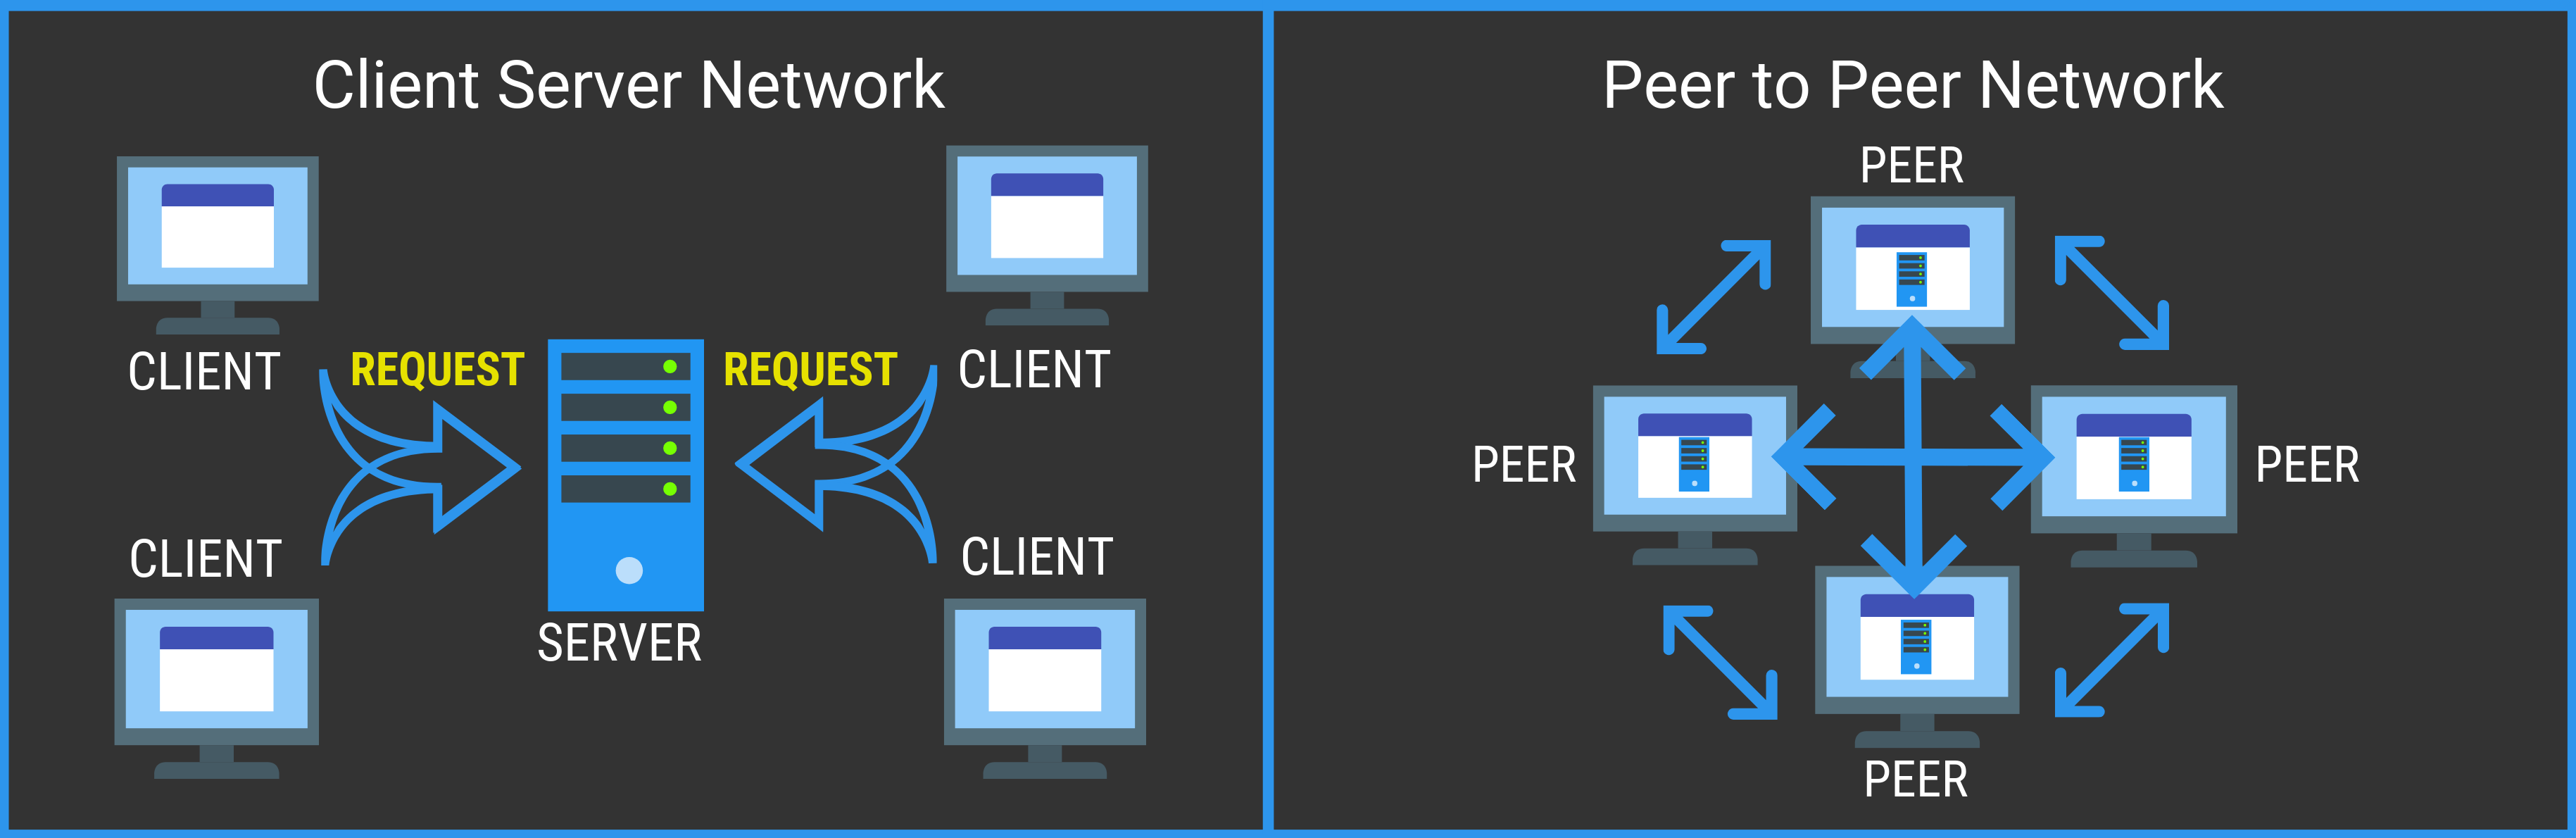 Client Server Network
CLIENT
CLIENT
REQUEST
REQUEST
CLIENT
CLIENT
SERVER
Peer to Peer Network
PEER
PEER
PEER
PEER